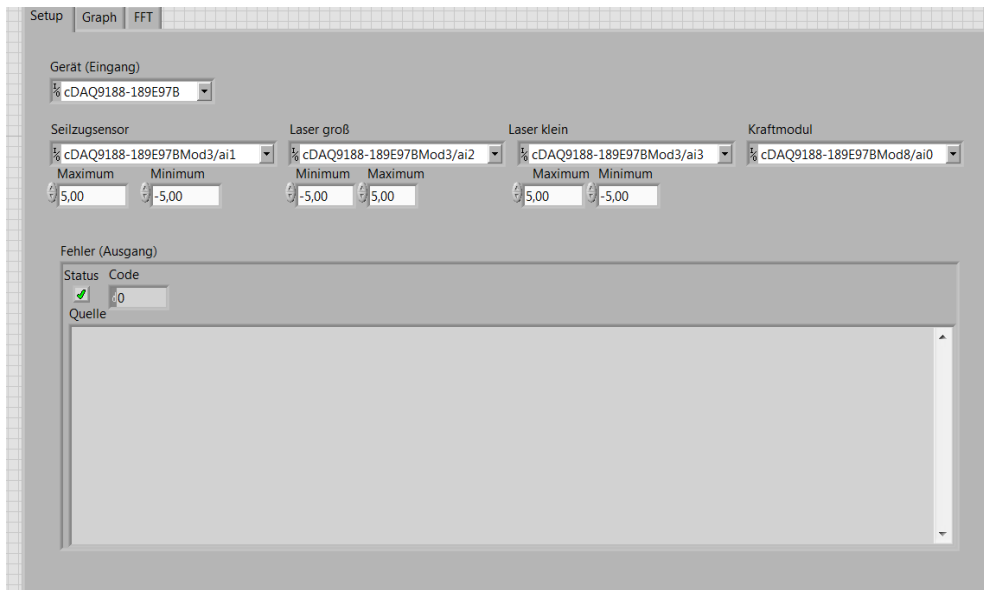 Setup Graph FFT
Gerät (Eingang)
cDAQ9188-189E97B
Seilzugsensor Laser groß Laser klein Kraftmodul
cDAQ9188-189E97BMod3/ai1 cDAQ9188-189E97BMod3/ai2 cDAQ9188-189E97BMod3/ai3 cDAQ9188-189E97BMod8/ai0
Maximum Minimum Minimum Maximum Maximum Minimum
5,00 -5,00 -5,00 5,00 5,00 -5,00
Fehler (Ausgang)
Status Code
0
Quelle